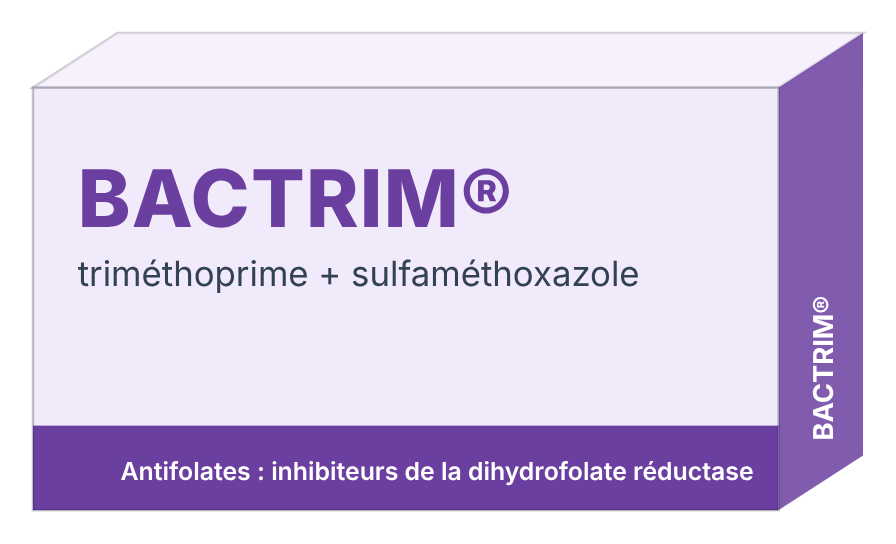 BACTRIM®
triméthoprime + sulfaméthoxazole
BACTRIM®
Antifolates : inhibiteurs de la dihydrofolate réductase